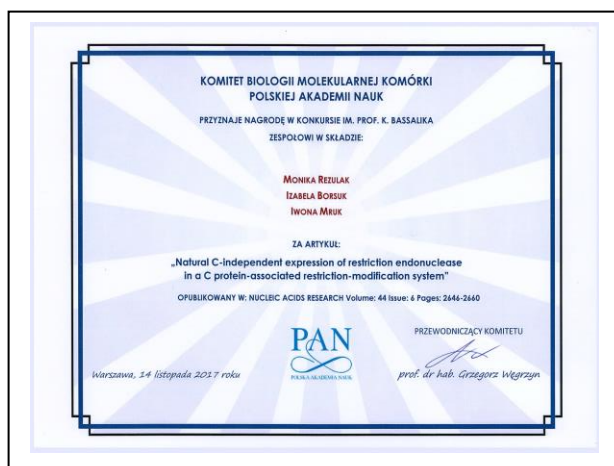 KOMITET BIOLOGII MOLEKULARNEJ KOMÓRKI
POLSKIEJ AKADEMII NAUK
PRZYZNAJE NAGRODĘ W KONKURSIE IM. PROF. K. BASSALIKA
ZESPOŁOWI W SKŁADZIE:
MONIKA REZULAK
IZABELA BORSUK
IWONA MRUK
ZA ARTYKUŁ:
„Natural C-independent expression of restriction endonuclease
in a C protein-associated restriction-modification system”
OPUBLIKOWANY W: NUCLEIC ACIDS RESEARCH Volume: 44 Issue: 6 Pages: 2646-2660
PAN
POLSKA AKADEMIA NAUK
PRZEWODNICZĄCY KOMITETU
Warszawa, 14 listopada 2017 roku
prof. dr hab. Grzegorz Węgrzyn